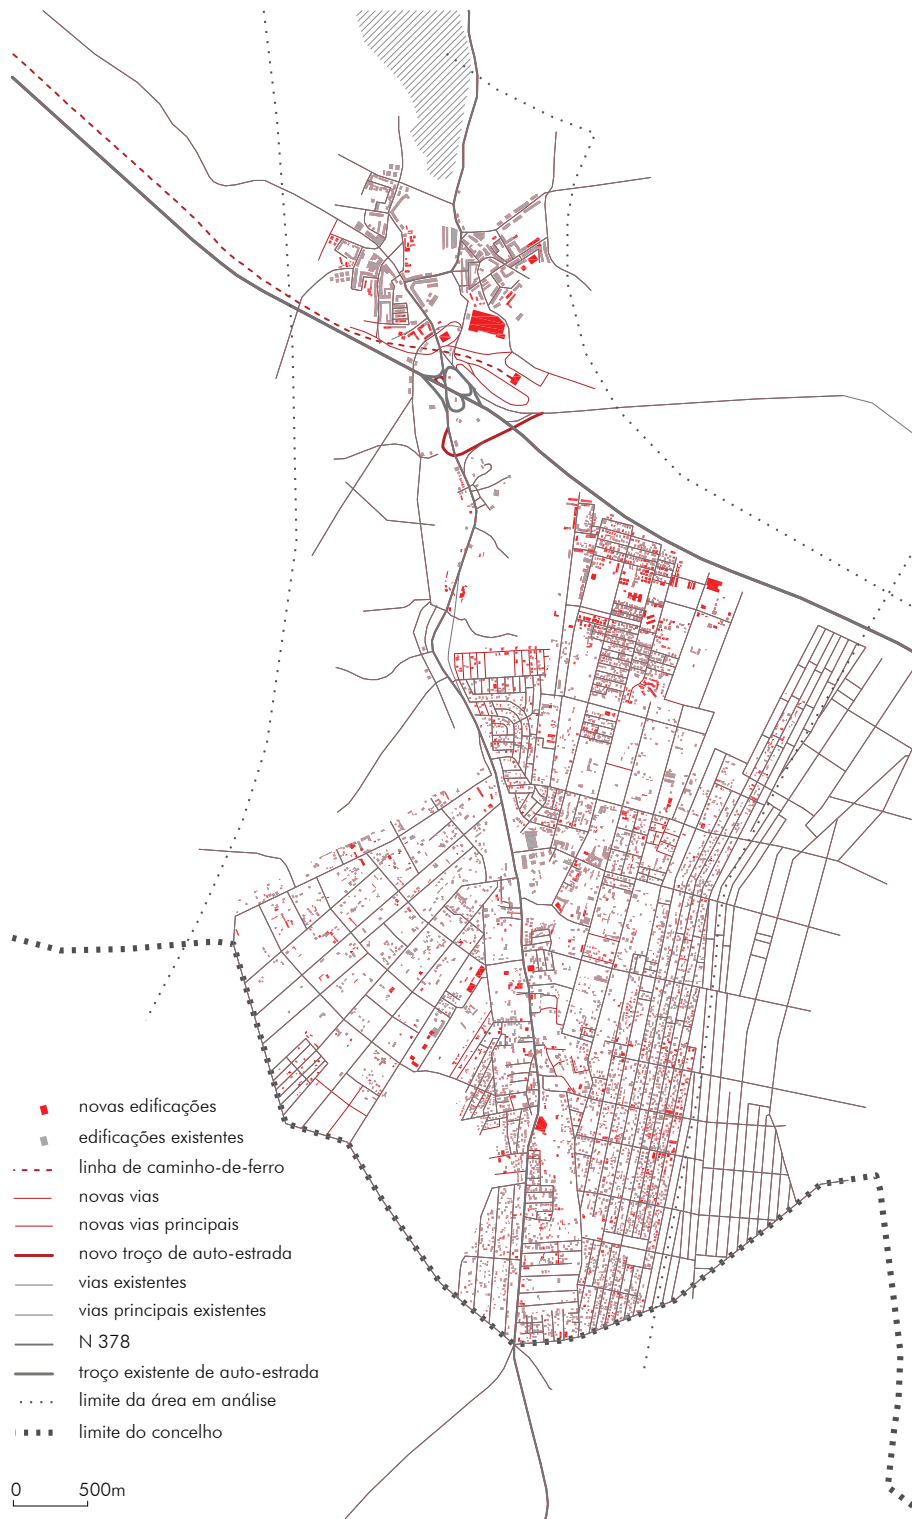 novas edificações
edificações existentes
linha de caminho-de-ferro
novas vias
novas vias principais
novo troço de auto-estrada
vias existentes
vias principais existentes
N 378
troço existente de auto-estrada
limite da área em análise
limite do concelho
0 500m